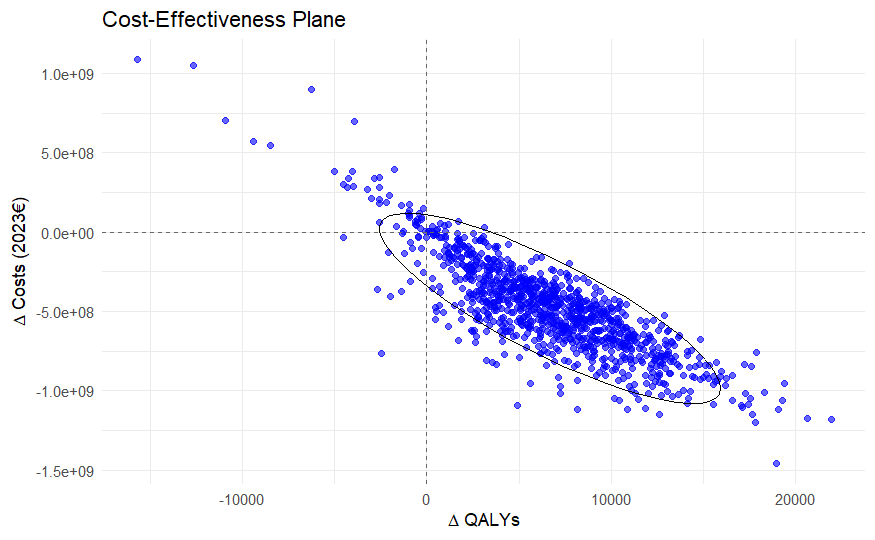 Cost-Effectiveness Plane
1.0e+09
5.0e+08
0.0e+00
-5.0e+08
-1.0e+09
-1.5e+09
Δ Costs (2023€)
-10000 0 10000 20000
Δ QALYs